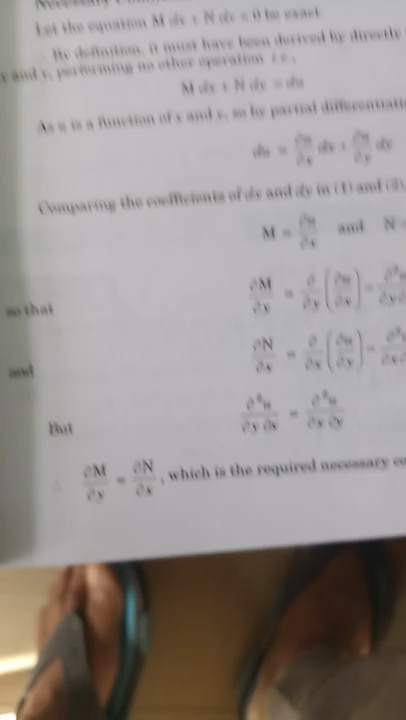 Necessary
Let the equation M dx + N dy = 0 be exact.
By definition, it must have been derived by directly
x and y, performing no other operation i.e.,
M dx + N dy = du
As u is a function of x and y, so by partial
du = ∂u/∂x dx + ∂u/∂y dy
Comparing the coefficients of dx and dy in (1) and (2),
M = ∂u/∂x and N =
so that ∂M/∂y = ∂/∂y (∂u/∂x) =
and ∂N/∂x = ∂/∂x (∂u/∂y) =
But ∂²u/∂y ∂x = ∂²u/∂x ∂y
∴ ∂M/∂y = ∂N/∂x, which is the required necessary